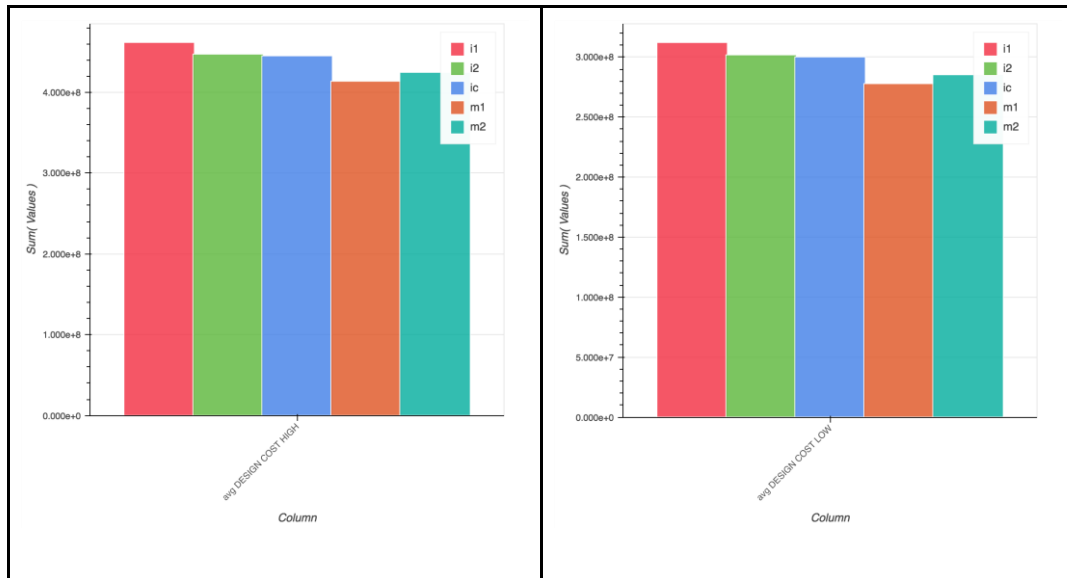 Sum( Values )
4.000e+8
3.000e+8
2.000e+8
1.000e+8
0.000e+0
i1
i2
ic
m1
m2
avg DESIGN COST HIGH
Column
Sum( Values )
3.000e+8
2.500e+8
2.000e+8
1.500e+8
1.000e+8
5.000e+7
0.000e+0
i1
i2
ic
m1
m2
avg DESIGN COST LOW
Column